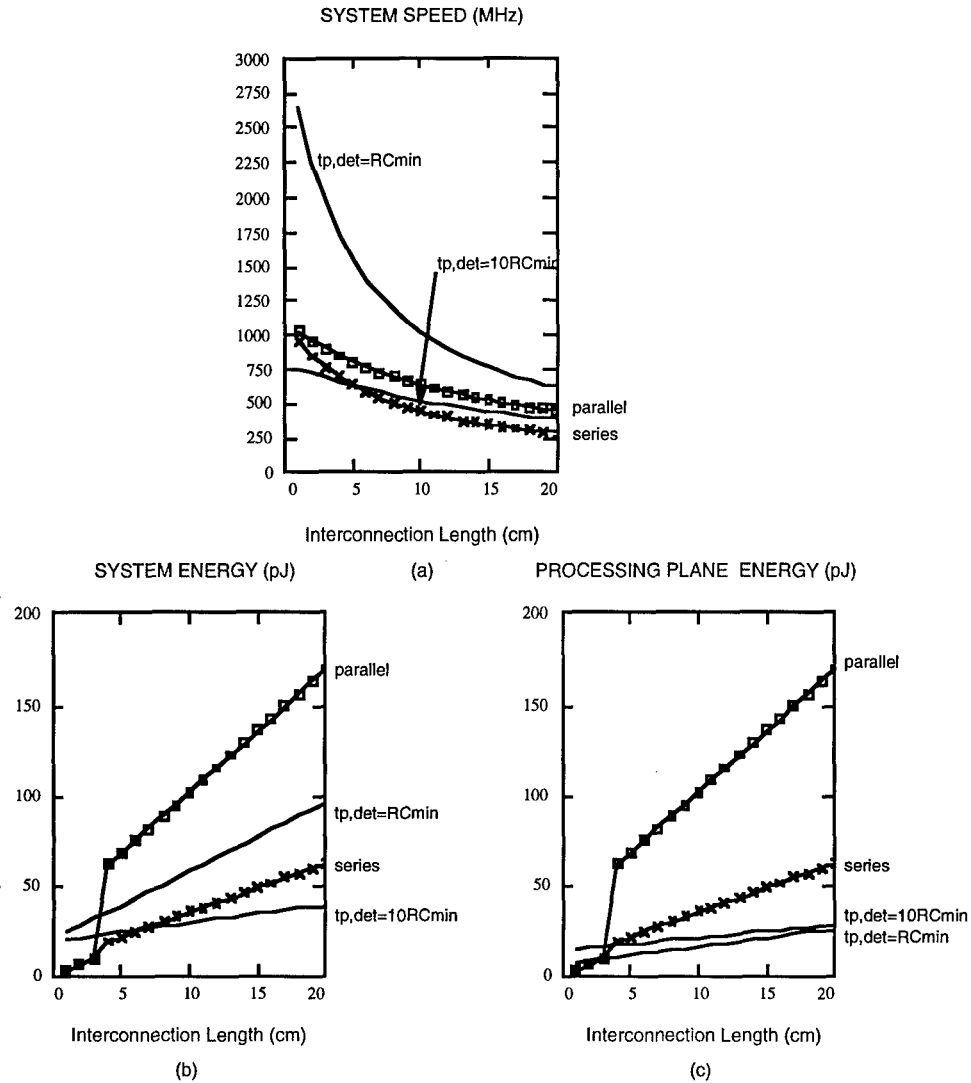 SYSTEM SPEED (MHz)
3000
2750
2500
2250
2000
1750
1500
1250
1000
750
500
250
0
tp,det=RCmin
tp,det=10RCmin
parallel
series
0 5 10 15 20
Interconnection Length (cm)
(a)
SYSTEM ENERGY (pJ)
200
150
100
50
0
parallel
tp,det=RCmin
series
tp,det=10RCmin
0 5 10 15 20
Interconnection Length (cm)
(b)
PROCESSING PLANE ENERGY (pJ)
200
150
100
50
0
parallel
series
tp,det=10RCmin
tp,det=RCmin
0 5 10 15 20
Interconnection Length (cm)
(c)